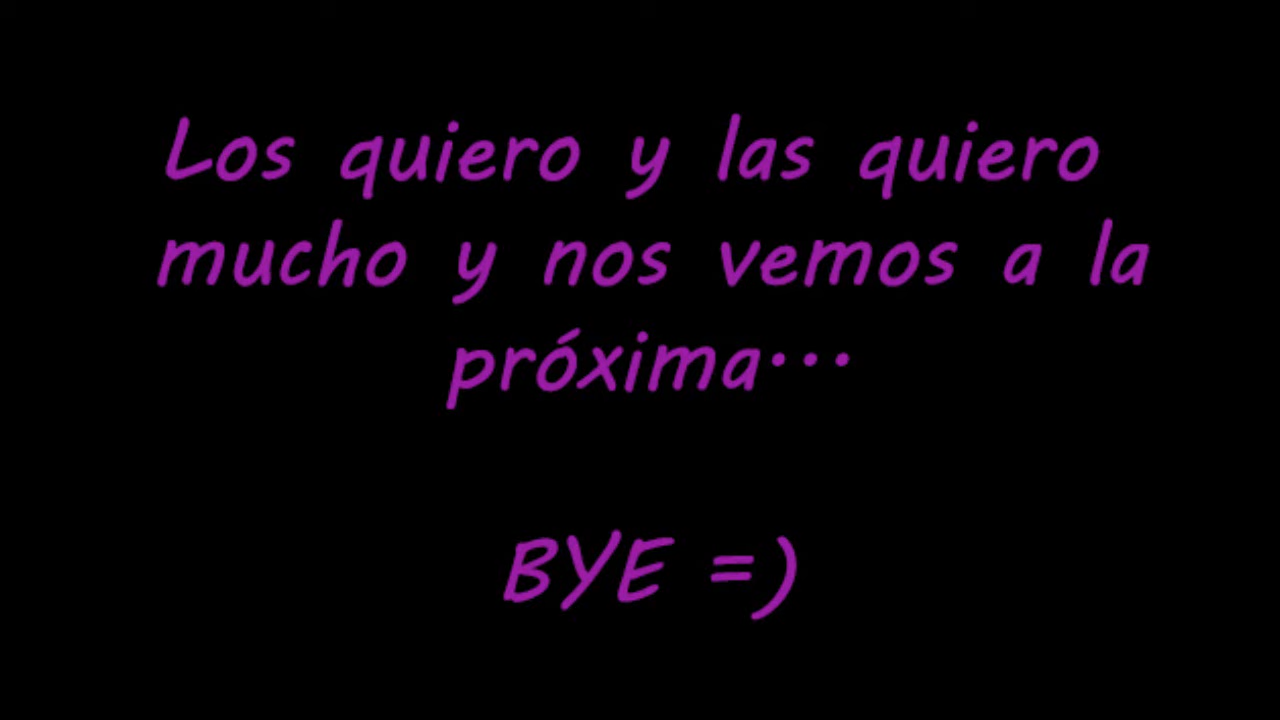 Los quiero y las quiero
mucho y nos vemos a la
próxima...
BYE =)